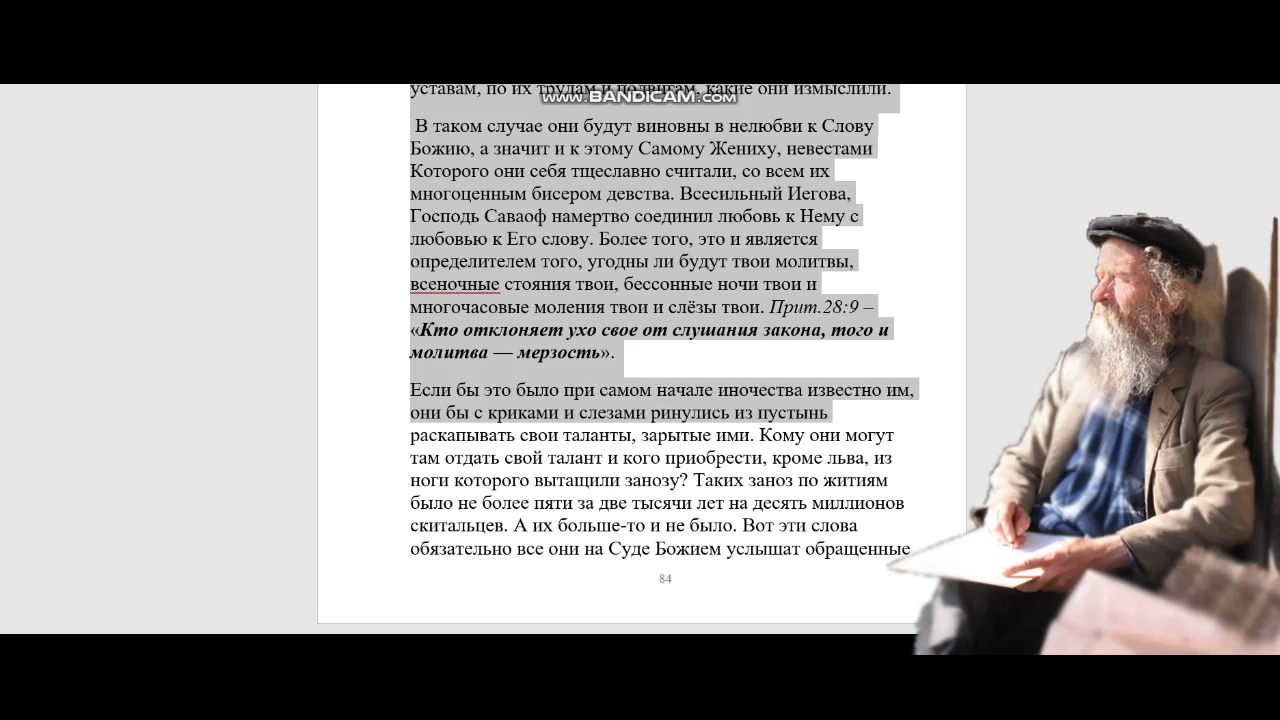 уставам, по их трудам и подвигам, какие они измыслили.
www.BANDICAM.com
В таком случае они будут виновны в нелюбви к Слову
Божию, а значит и к этому Самому Жениху, невестами
Которого они себя тщеславно считали, со всем их
многоценным бисером девства. Всесильный Иегова,
Господь Саваоф намертво соединил любовь к Нему с
любовью к Его слову. Более того, это и является
определителем того, угодны ли будут твои молитвы,
всеночные стояния твои, бессонные ночи твои и
многочасовые моления твои и слёзы твои. Прит.28:9 –
«Кто отклоняет ухо свое от слушания закона, того и
молитва — мерзость».
Если бы это было при самом начале иночества известно им,
они бы с криками и слезами ринулись из пустынь
раскапывать свои таланты, зарытые ими. Кому они могут
там отдать свой талант и кого приобрести, кроме льва, из
ноги которого вытащили занозу? Таких заноз по житиям
было не более пяти за две тысячи лет на десять миллионов
скитальцев. А их больше-то и не было. Вот эти слова
обязательно все они на Суде Божием услышат обращенные
84